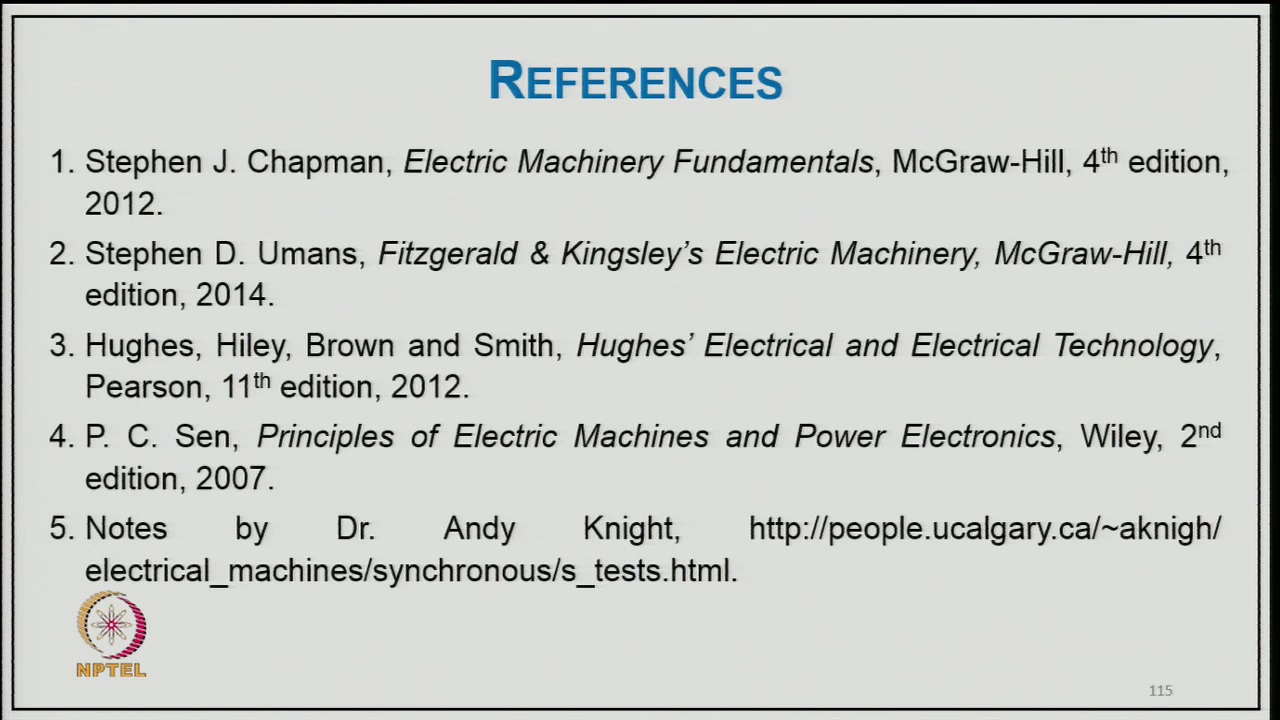 REFERENCES
1. Stephen J. Chapman, Electric Machinery Fundamentals, McGraw-Hill, 4th edition,
2012.
2. Stephen D. Umans, Fitzgerald & Kingsley's Electric Machinery, McGraw-Hill, 4th
edition, 2014.
3. Hughes, Hiley, Brown and Smith, Hughes' Electrical and Electrical Technology,
Pearson, 11th edition, 2012.
4. P. C. Sen, Principles of Electric Machines and Power Electronics, Wiley, 2nd
edition, 2007.
5. Notes by Dr. Andy Knight, http://people.ucalgary.ca/~aknigh/
electrical_machines/synchronous/s_tests.html.
NPTEL
115